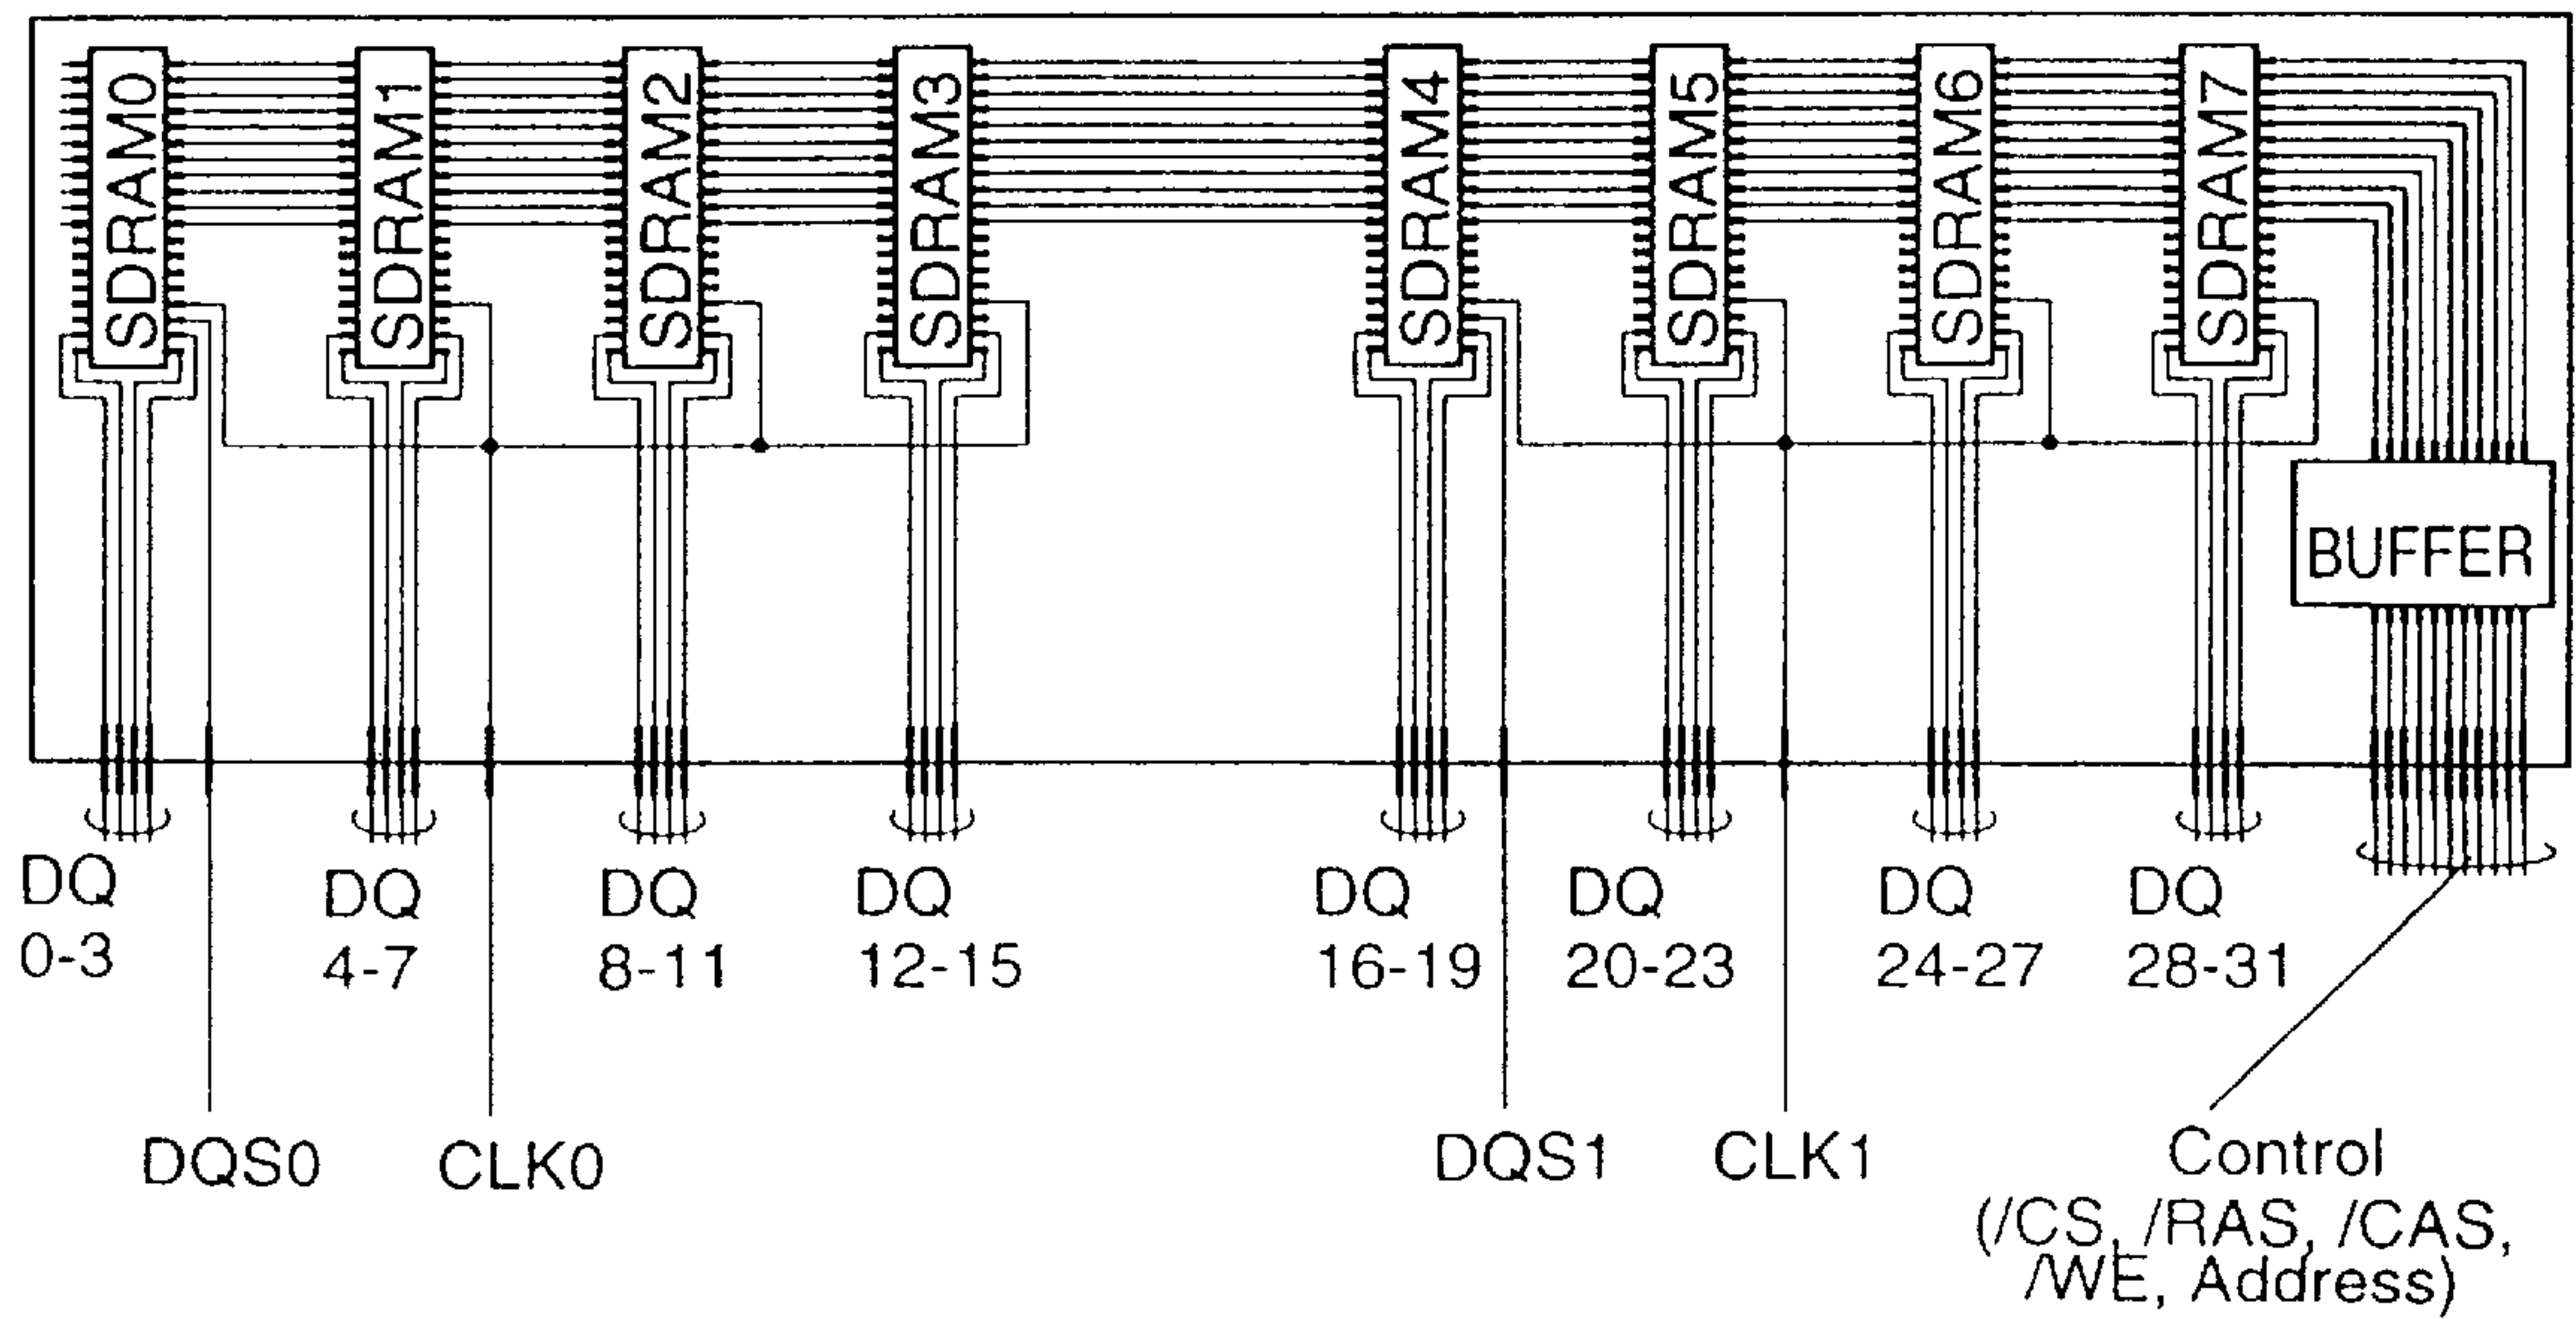 SDRAM0
SDRAM1
SDRAM2
SDRAM3
SDRAM4
SDRAM5
SDRAM6
SDRAM7
BUFFER
DQ
0-3
DQ
4-7
DQ
8-11
DQ
12-15
DQ
16-19
DQ
20-23
DQ
24-27
DQ
28-31
DQS0
CLK0
DQS1
CLK1
Control
(/CS, /RAS, /CAS,
/WE, Address)